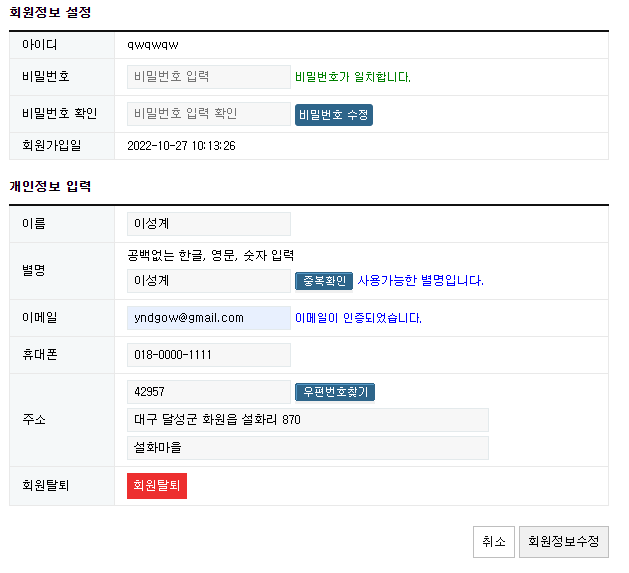 회원정보 설정
아이디 qwqwqw
비밀번호 비밀번호 입력 비밀번호가 일치합니다.
비밀번호 확인 비밀번호 입력 확인 비밀번호 수정
회원가입일 2022-10-27 10:13:26
개인정보 입력
이름 이성계
공백없는 한글, 영문, 숫자 입력
별명 이성계 중복확인 사용가능한 별명입니다.
이메일 yndgow@gmail.com 이메일이 인증되었습니다.
휴대폰 018-0000-1111
42957 우편번호찾기
주소 대구 달성군 화원읍 설화리 870
설화마을
회원탈퇴 회원탈퇴
취소 회원정보수정